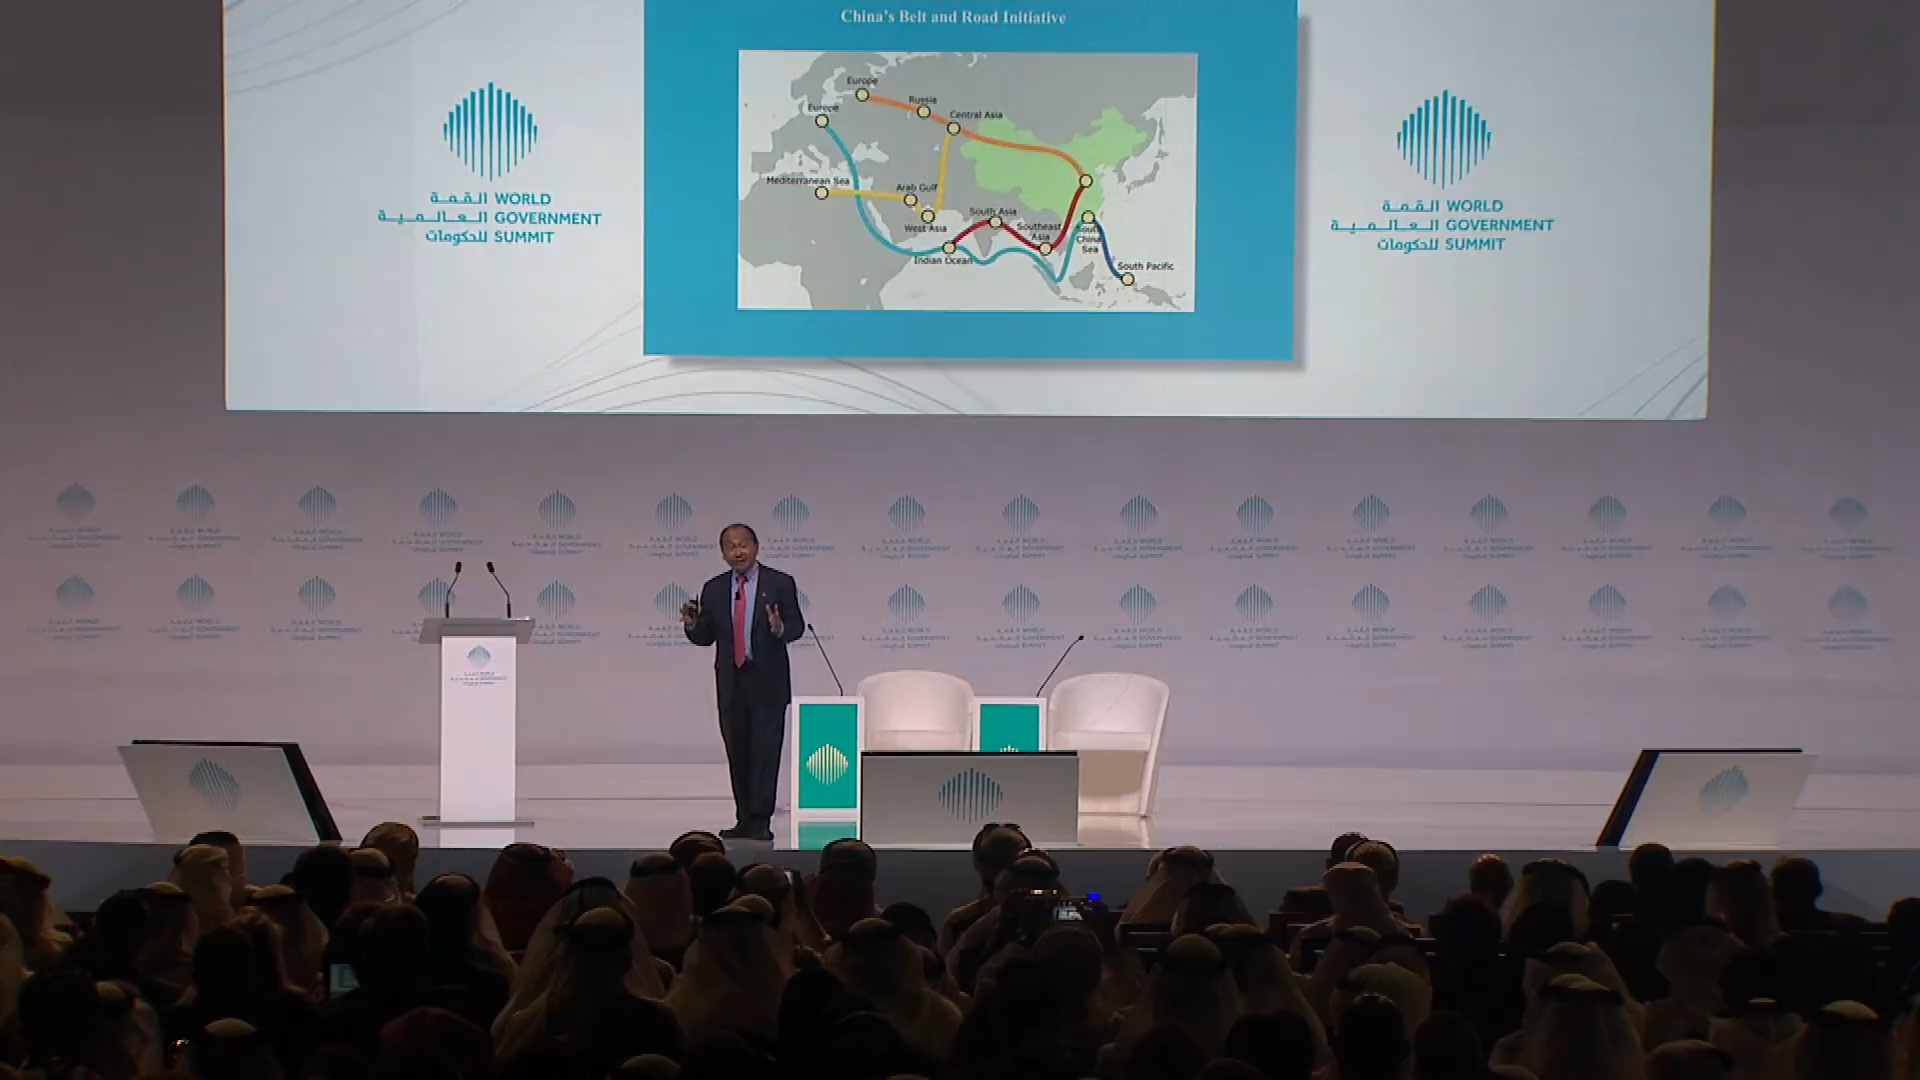 China's Belt and Road Initiative
Europe
Europe
Russia
Central Asia
Mediterranean Sea
Arab Gulf
West Asia
South Asia
Southeast
Asia
South
China
Sea
Indian Ocean
South Pacific
القمة WORLD
العالمية GOVERNMENT
للحكومات SUMMIT
القمة WORLD
العالمية GOVERNMENT
للحكومات SUMMIT